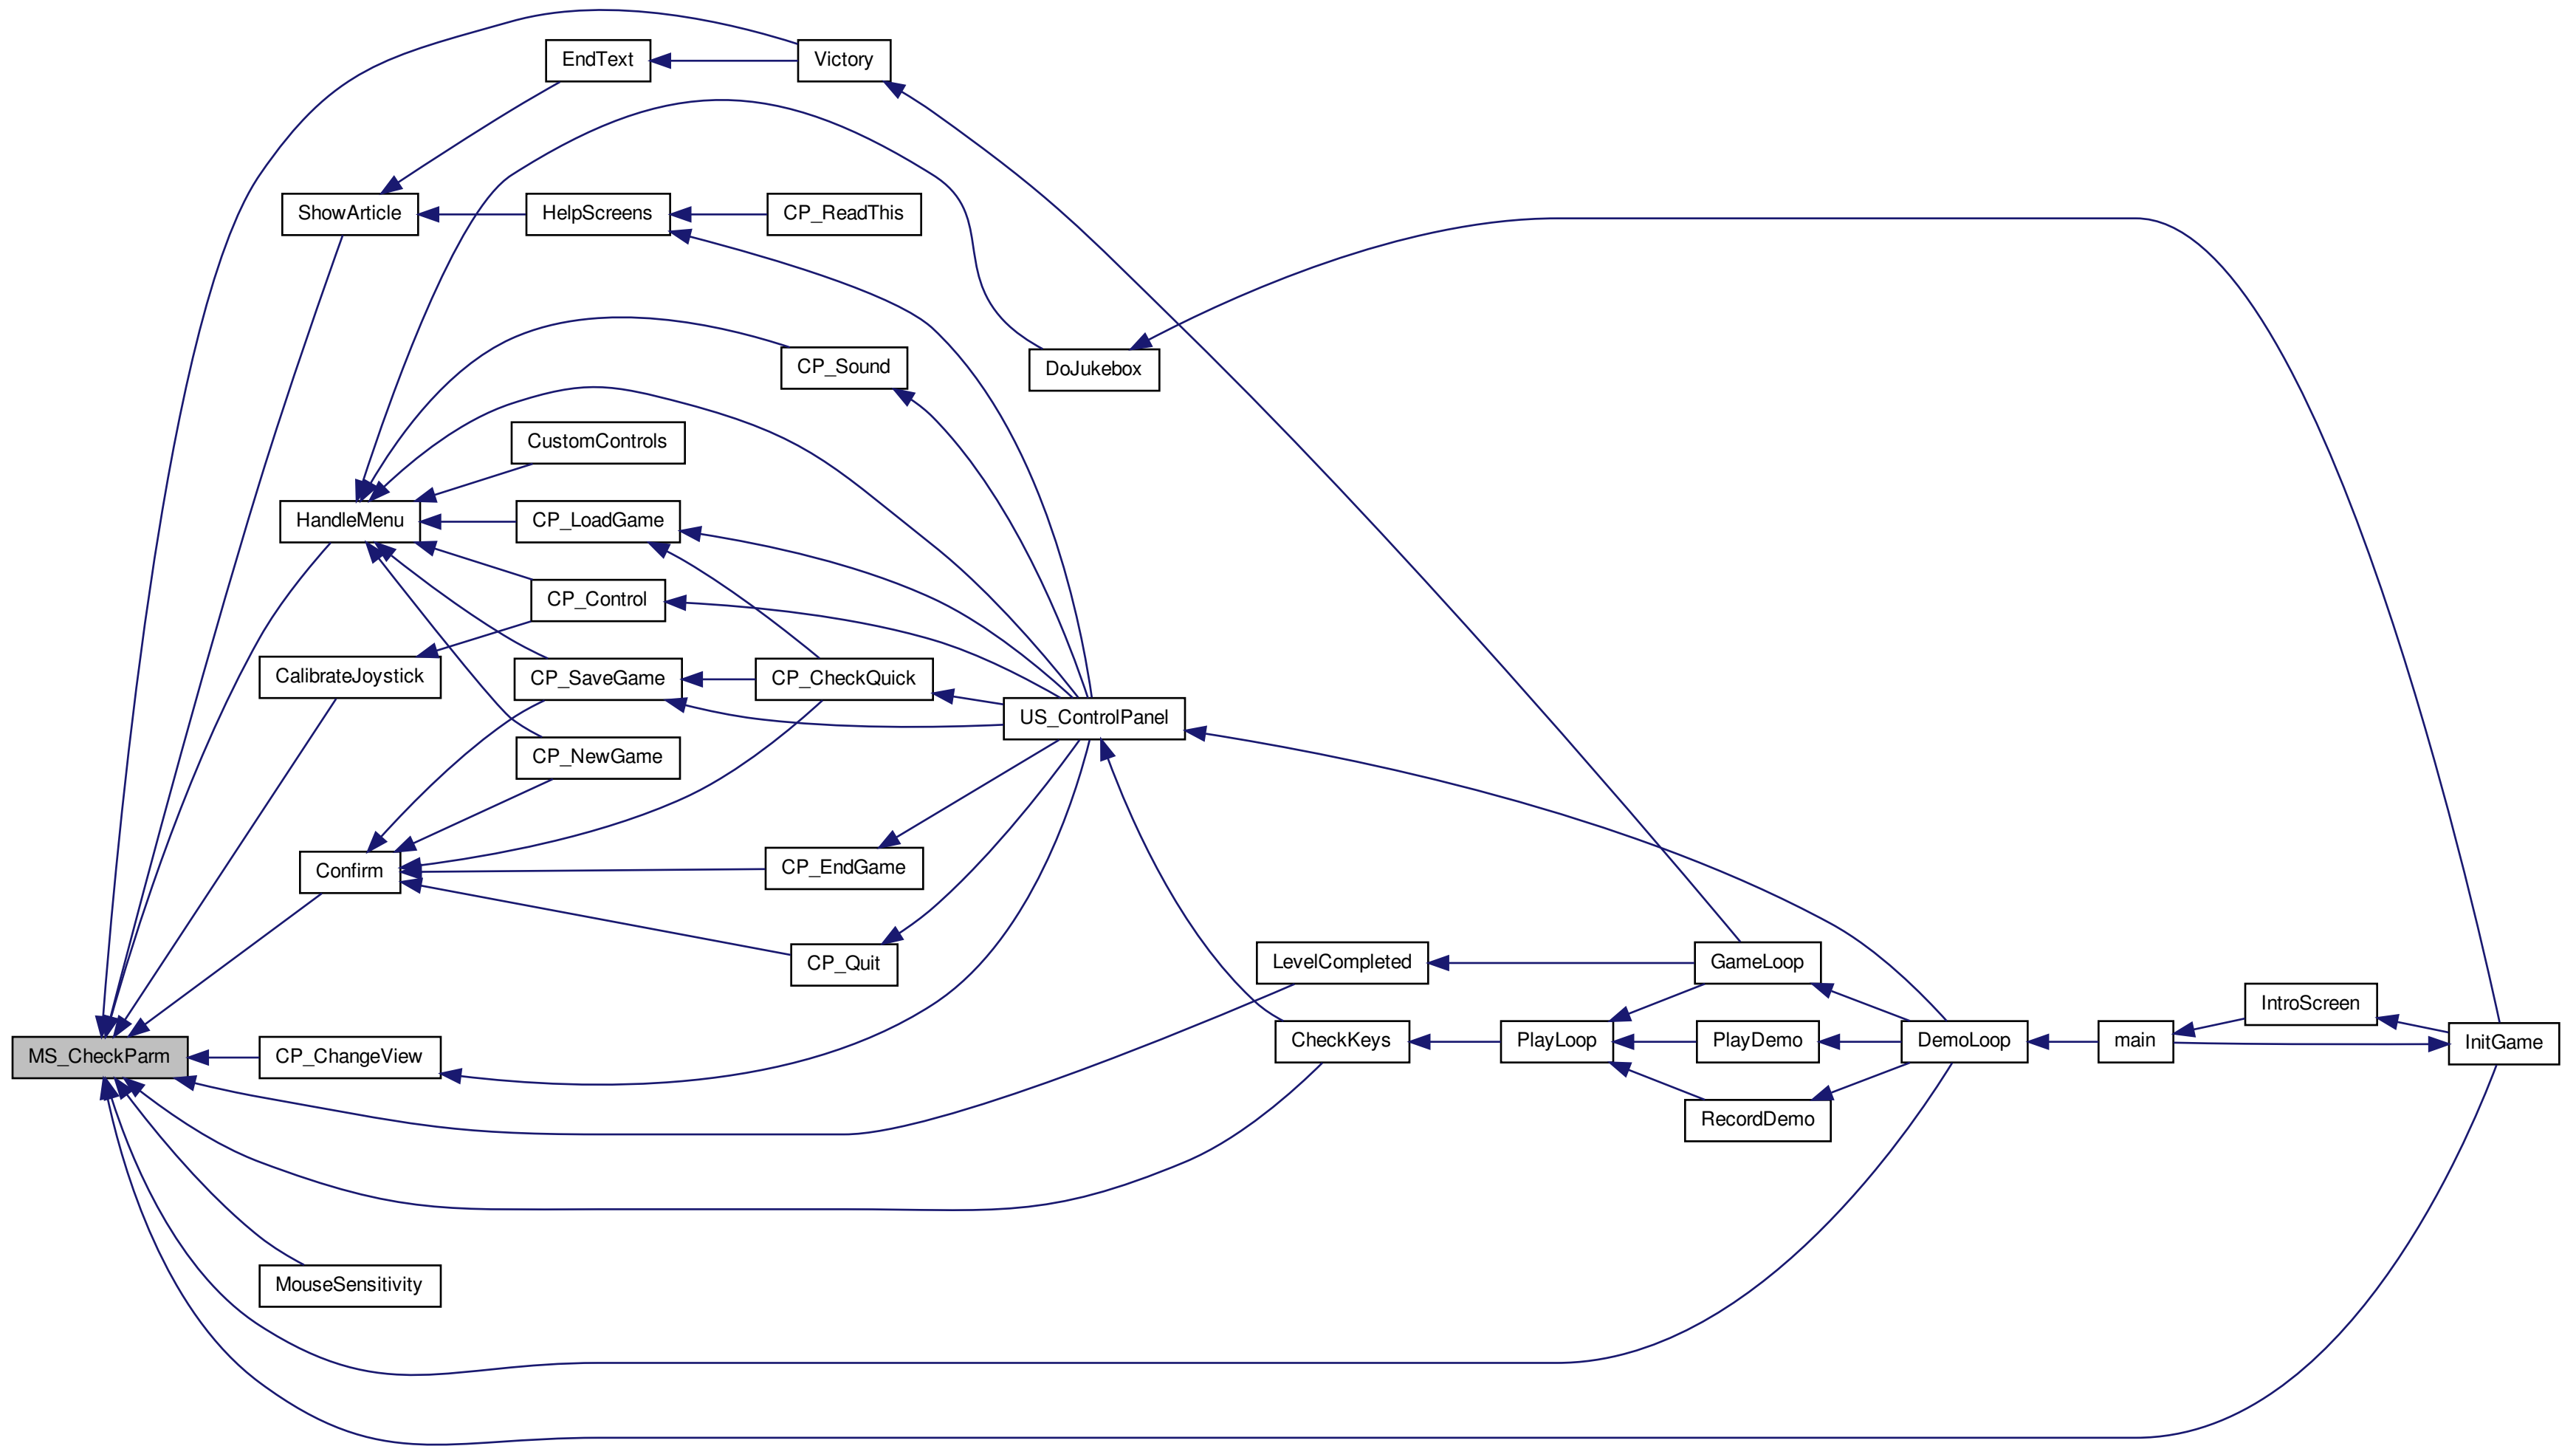 EndText
Victory
ShowArticle
HelpScreens
CP_ReadThis
CP_Sound
DoJukebox
CustomControls
HandleMenu
CP_LoadGame
CP_Control
CalibrateJoystick
CP_SaveGame
CP_CheckQuick
US_ControlPanel
CP_NewGame
Confirm
CP_EndGame
CP_Quit
LevelCompleted
GameLoop
IntroScreen
MS_CheckParm
CP_ChangeView
CheckKeys
PlayLoop
PlayDemo
DemoLoop
main
InitGame
RecordDemo
MouseSensitivity